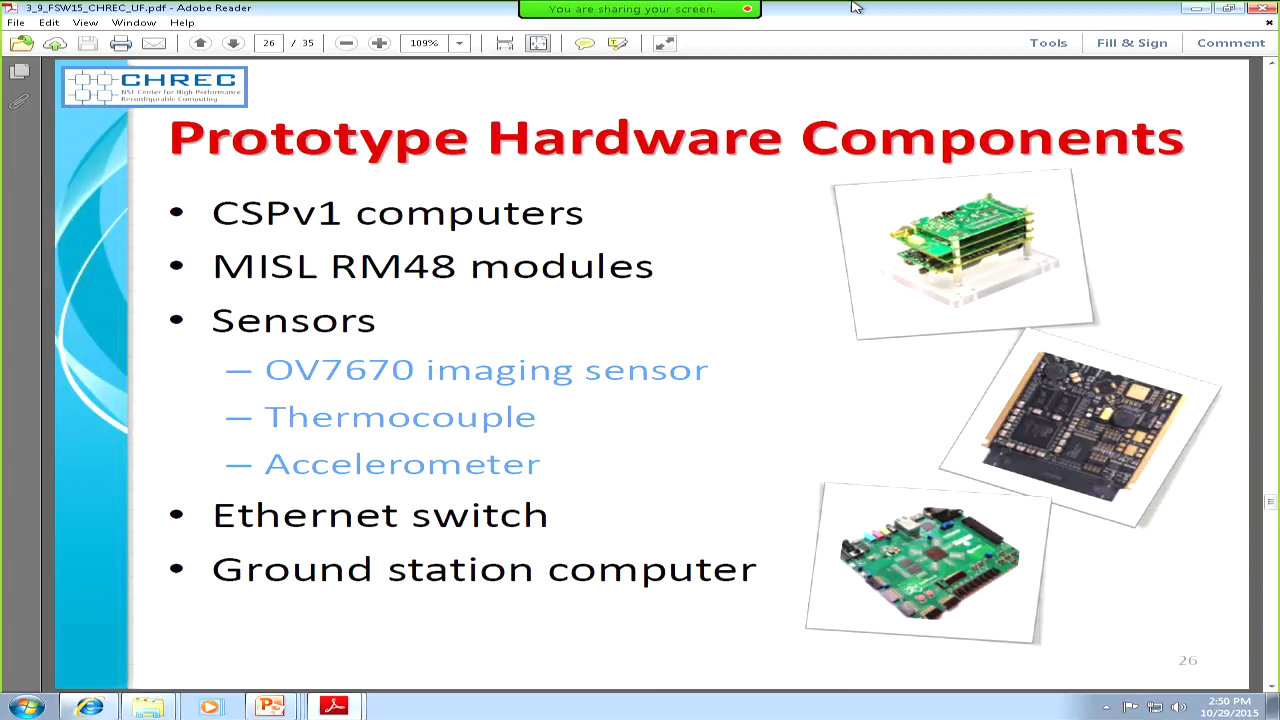 3_9_FSW15_CHREC_UF.pdf - Adobe Reader
You are sharing your screen.
File Edit View Window Help
26 / 35 109% Tools Fill & Sign Comment
CHREC
NSF Center for High-Performance
Reconfigurable Computing
Prototype Hardware Components
• CSPv1 computers
• MISL RM48 modules
• Sensors
– OV7670 imaging sensor
– Thermocouple
– Accelerometer
• Ethernet switch
• Ground station computer
26
2:50 PM
10/29/2015